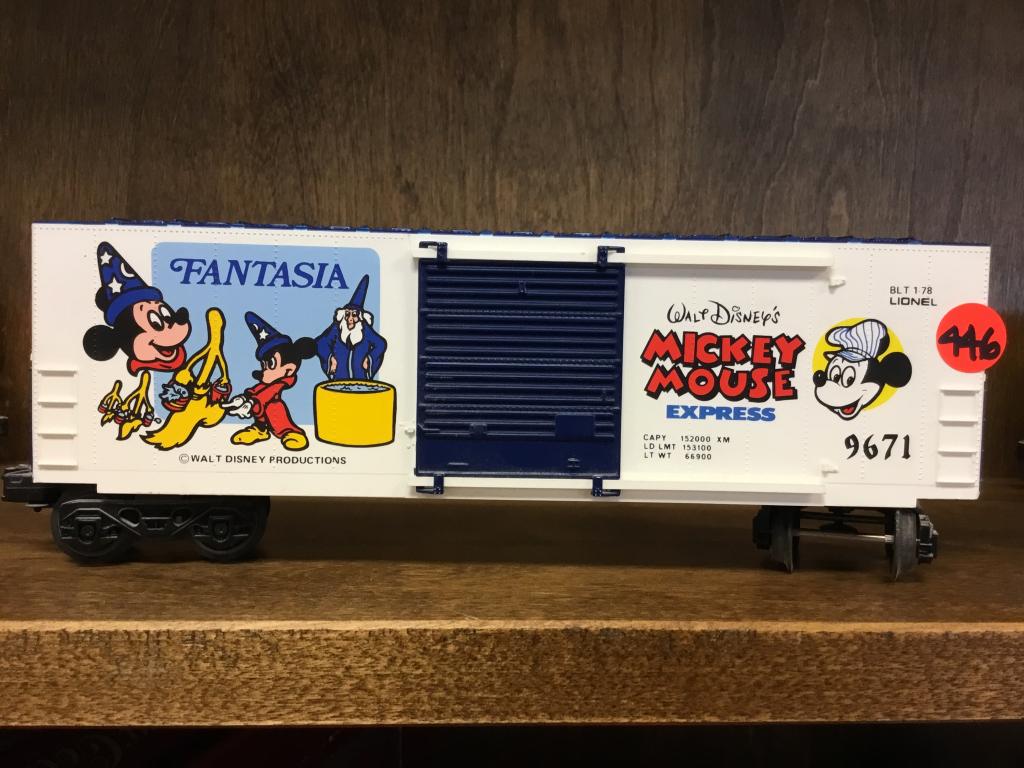 FANTASIA
©WALT DISNEY PRODUCTIONS
Walt Disney's
MICKEY
MOUSE
EXPRESS
CAPY 152000 XM
LD LMT 153100
LT WT 66900
BLT 1-78
LIONEL
446
9671